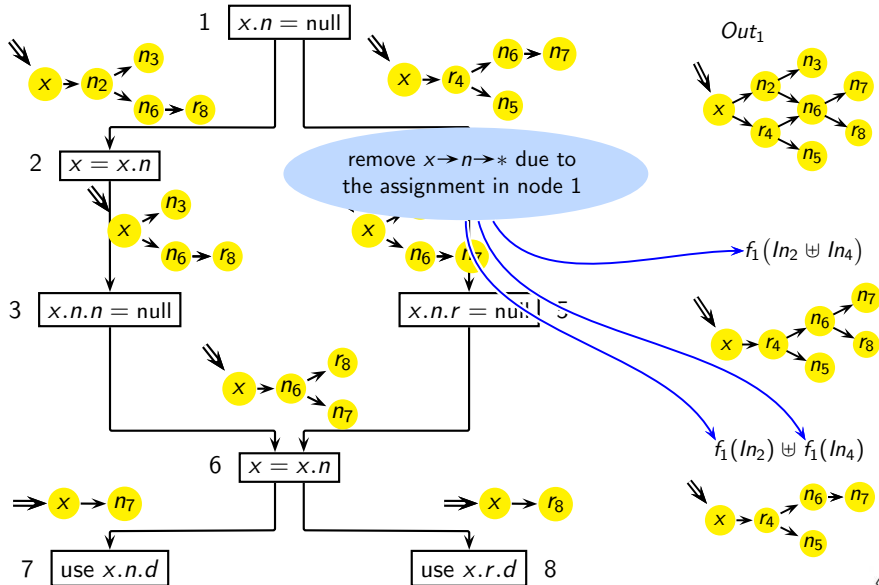 1 x.n = null
Out₁
x n₂ n₃ n₆ r₈
x r₄ n₆ n₇ n₅
x n₂ n₃ r₄ n₆ n₇ r₈ n₅
2 x = x.n
remove x→n→∗ due to
the assignment in node 1
x n₃ n₆ r₈
n₆ n₇
f₁(In₂ ⊎ In₄)
3 x.n.n = null
x.n.r = null 5
x r₄ n₆ n₇ r₈ n₅
x n₆ r₈ n₇
f₁(In₂) ⊎ f₁(In₄)
6 x = x.n
x n₇
x r₈
x r₄ n₆ n₇ n₅
7 use x.n.d
use x.r.d 8